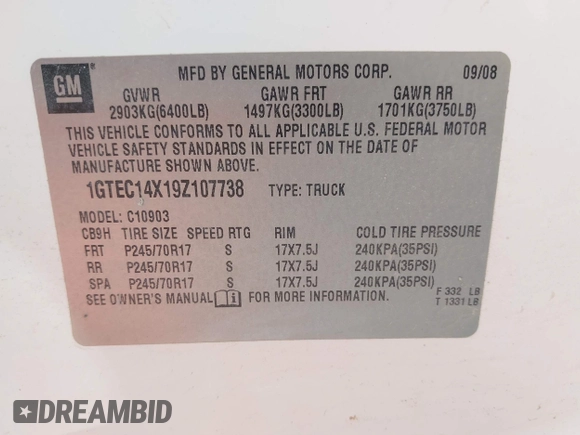 GM
MFD BY GENERAL MOTORS CORP. 09/08
GVWR GAWR FRT GAWR RR
2903KG(6400LB) 1497KG(3300LB) 1701KG(3750LB)
THIS VEHICLE CONFORMS TO ALL APPLICABLE U.S. FEDERAL MOTOR
VEHICLE SAFETY STANDARDS IN EFFECT ON THE DATE OF
MANUFACTURE SHOWN ABOVE.
1GTEC14X19Z107738 TYPE: TRUCK
MODEL: C10903
CB9H TIRE SIZE SPEED RTG RIM COLD TIRE PRESSURE
FRT P245/70R17 S 17X7.5J 240KPA(35PSI)
RR P245/70R17 S 17X7.5J 240KPA(35PSI)
SPA P245/70R17 S 17X7.5J 240KPA(35PSI)
SEE OWNER'S MANUAL FOR MORE INFORMATION.
F 332 LB
T 1331 LB
DREAMBID